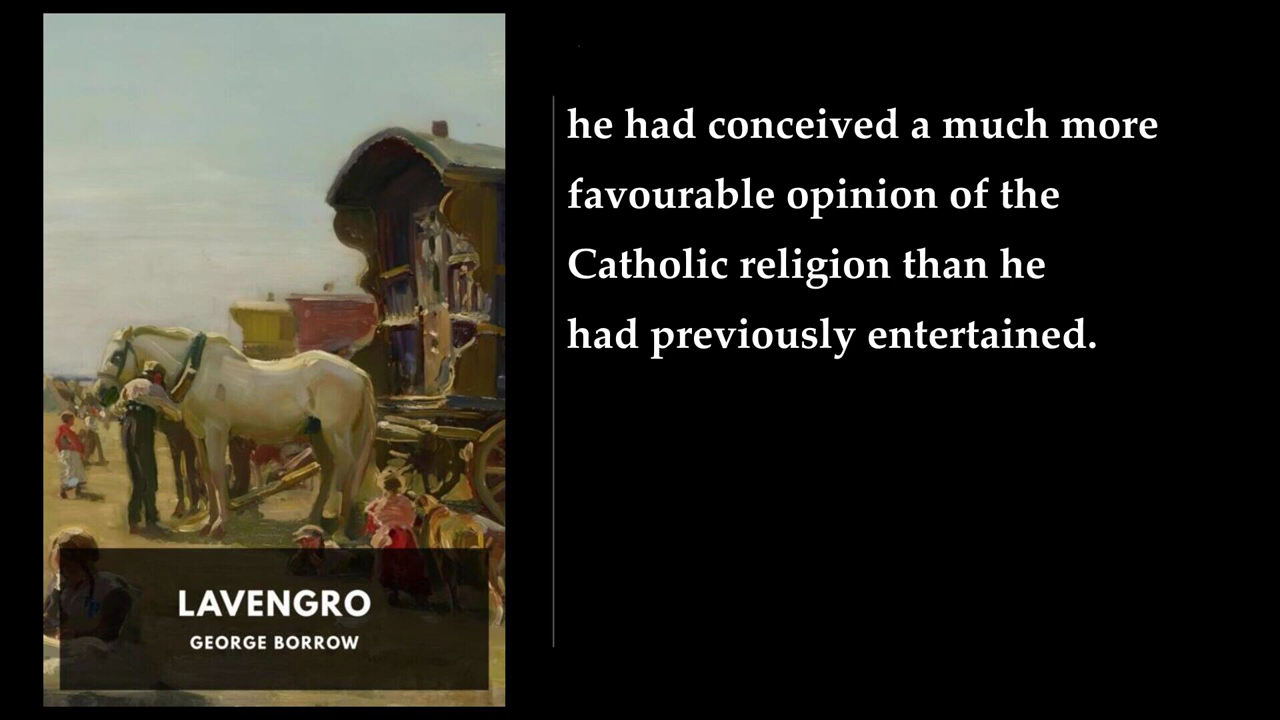 LAVENGRO
GEORGE BORROW
he had conceived a much more
favourable opinion of the
Catholic religion than he
had previously entertained.